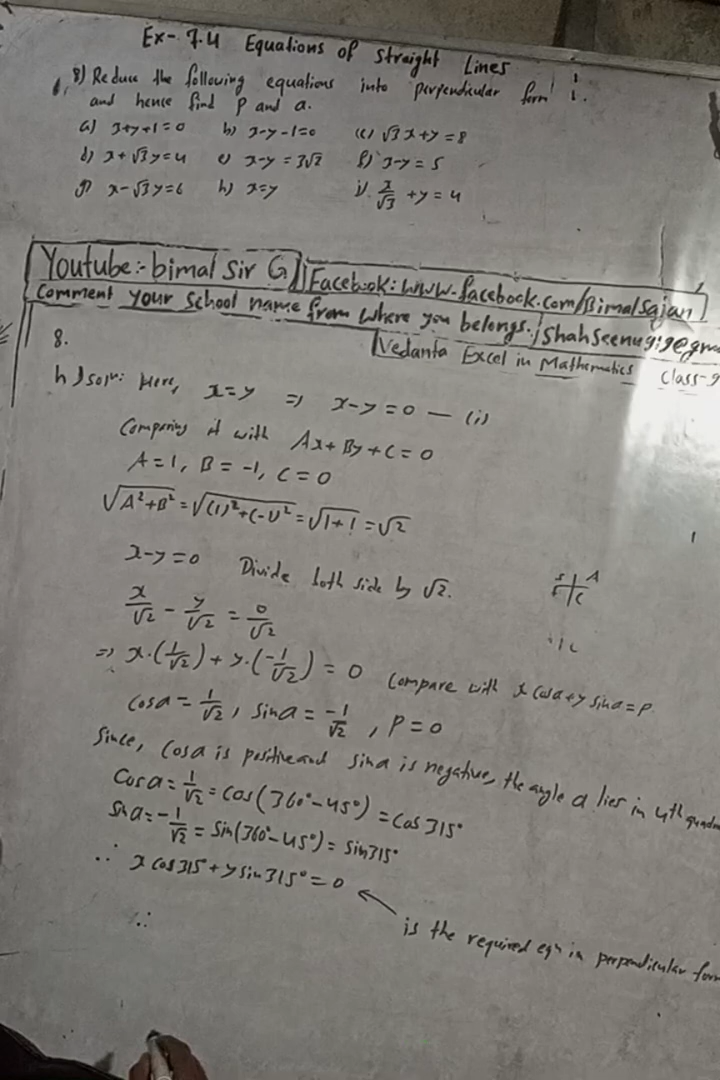 Ex- 7.4 Equations of Straight Lines
8) Reduce the following equations into perpendicular form
and hence find P and α.
a) x+y+1=0 b) x-y-1=0 (c) √3x+y=8
d) x+√3y=4 e) x-y=3√2 f) x-y=5
g) x-√3y=6 h) x=y i) x/√3 +y=4
Youtube:- bimal sir G Facebook: www.facebook.com/BimalSajan
Comment your school name from where you belongs.
Vedanta Excel in Mathematics Class-9
8.
h) Solⁿ: Here, x=y ⇒ x-y=0 — (i)
Comparing it with Ax+By+C=0
A=1, B=-1, C=0
√A²+B² = √(1)²+(-1)² = √1+1 = √2
x-y=0 Divide both side by √2.
S A
T C
x/√2 - y/√2 = 0/√2
⇒ x.(1/√2) + y.(-1/√2) = 0 Compare with x cosα+y sinα=P
Cosα = 1/√2, Sinα = -1/√2, P=0
Since, Cosα is positive and sinα is negative, the angle α lies in 4th
Cosα = 1/√2 = cos(360°-45°) = Cos315°
Sinα = -1/√2 = sin(360°-45°) = Sin315°
∴ x cos315°+y sin315°=0
is the required eqn in perpendicular form
∴